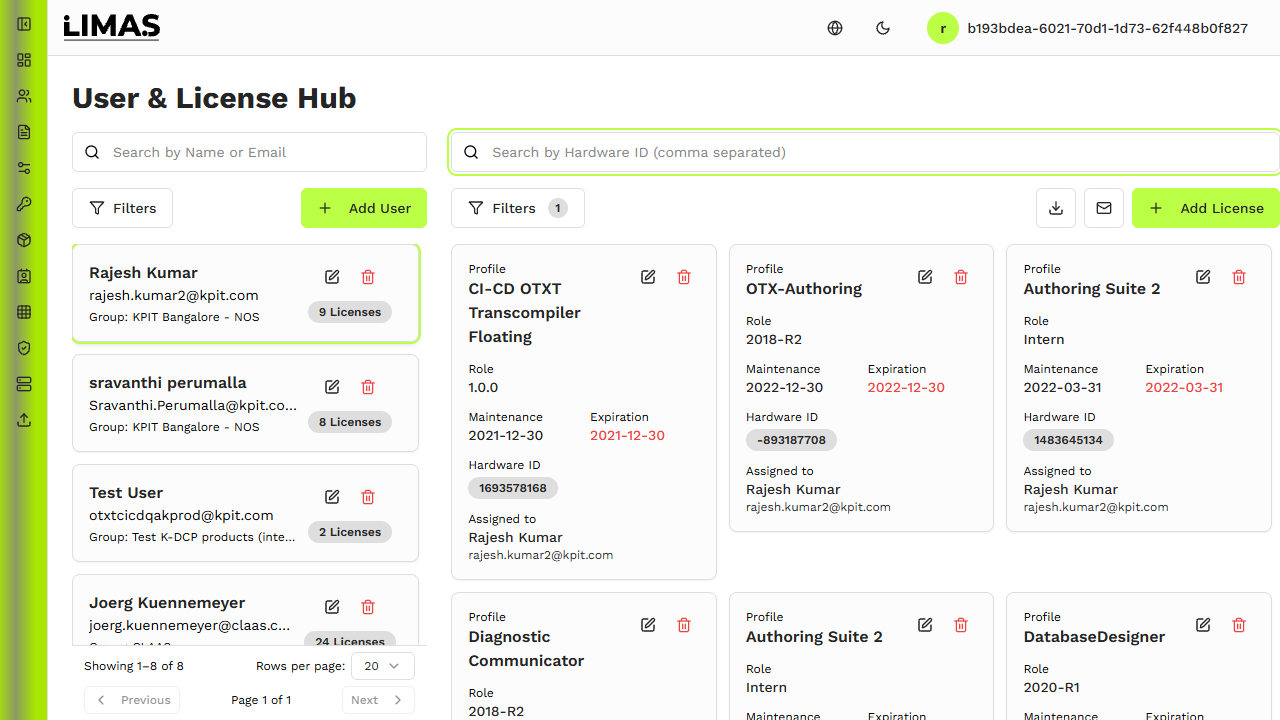 LIMAS
r
b193bdea-6021-70d1-1d73-62f448b0f827
User & License Hub
Search by Name or Email
Filters
Add User
Rajesh Kumar
rajesh.kumar2@kpit.com
Group: KPIT Bangalore - NOS
9 Licenses
sravanthi perumalla
Sravanthi.Perumalla@kpit.co...
Group: KPIT Bangalore - NOS
8 Licenses
Test User
otxtcicdqakprod@kpit.com
Group: Test K-DCP products (inte...
2 Licenses
Joerg Kuennemeyer
joerg.kuennemeyer@claas.c...
24 Licenses
Showing 1–8 of 8
Rows per page:
20
Previous
Page 1 of 1
Next
Search by Hardware ID (comma separated)
Filters 1
Add License
Profile
CI-CD OTXT
Transcompiler
Floating
Role
1.0.0
Maintenance Expiration
2021-12-30 2021-12-30
Hardware ID
1693578168
Assigned to
Rajesh Kumar
rajesh.kumar2@kpit.com
Profile
OTX-Authoring
Role
2018-R2
Maintenance Expiration
2022-12-30 2022-12-30
Hardware ID
-893187708
Assigned to
Rajesh Kumar
rajesh.kumar2@kpit.com
Profile
Authoring Suite 2
Role
Intern
Maintenance Expiration
2022-03-31 2022-03-31
Hardware ID
1483645134
Assigned to
Rajesh Kumar
rajesh.kumar2@kpit.com
Profile
Diagnostic
Communicator
Role
2018-R2
Profile
Authoring Suite 2
Role
Intern
Maintenance Expiration
Profile
DatabaseDesigner
Role
2020-R1
Maintenance Expiration